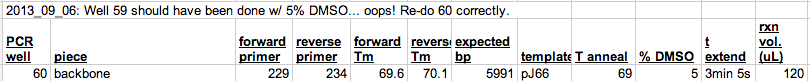 2013_09_06: Well 59 should have been done w/ 5% DMSO... oops! Re-do 60 correctly.
PCR well piece forward primer reverse primer forward Tm revers Tm expected bp template T anneal % DMSO t extend rxn vol. (uL)
60 backbone 229 234 69.6 70.1 5991 pJ66 69 5 3min 5s 120